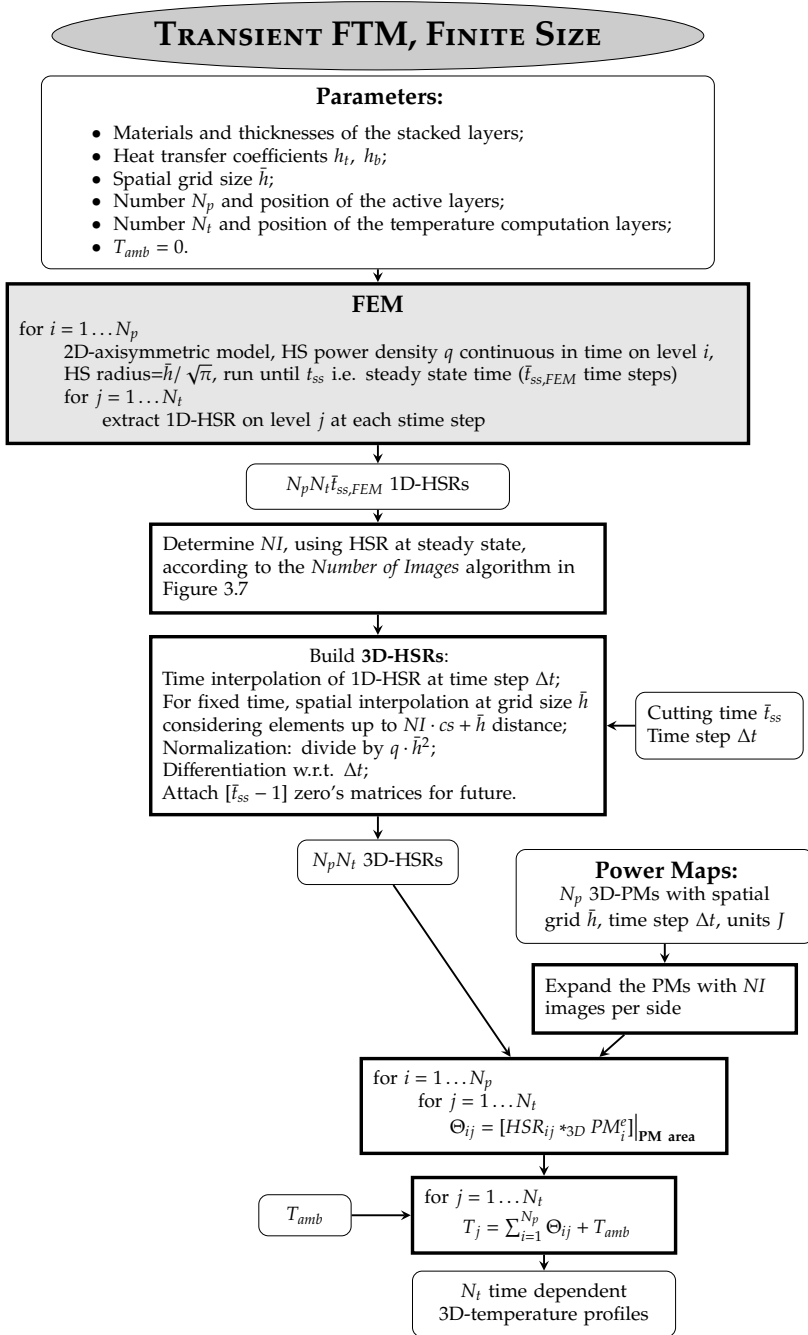 TRANSIENT FTM, FINITE SIZE
Parameters:
• Materials and thicknesses of the stacked layers;
• Heat transfer coefficients h_t, h_b;
• Spatial grid size h̄;
• Number N_p and position of the active layers;
• Number N_t and position of the temperature computation layers;
• T_amb = 0.
FEM
for i = 1 … N_p
2D-axisymmetric model, HS power density q continuous in time on level i,
HS radius=h̄/√π, run until t_ss i.e. steady state time (t̄_ss,FEM time steps)
for j = 1 … N_t
extract 1D-HSR on level j at each stime step
N_pN_t t̄_ss,FEM 1D-HSRs
Determine NI, using HSR at steady state,
according to the Number of Images algorithm in
Figure 3.7
Build 3D-HSRs:
Time interpolation of 1D-HSR at time step Δt;
For fixed time, spatial interpolation at grid size h̄
considering elements up to NI · cs + h̄ distance;
Normalization: divide by q · h̄²;
Differentiation w.r.t. Δt;
Attach [t̄_ss − 1] zero's matrices for future.
Cutting time t̄_ss
Time step Δt
N_pN_t 3D-HSRs
Power Maps:
N_p 3D-PMs with spatial
grid h̄, time step Δt, units J
Expand the PMs with NI
images per side
for i = 1 … N_p
for j = 1 … N_t
Θ_ij = [HSR_ij *_3D PM_i^e]|_PM area
for j = 1 … N_t
T_j = ∑_{i=1}^{N_p} Θ_ij + T_amb
T_amb
N_t time dependent
3D-temperature profiles